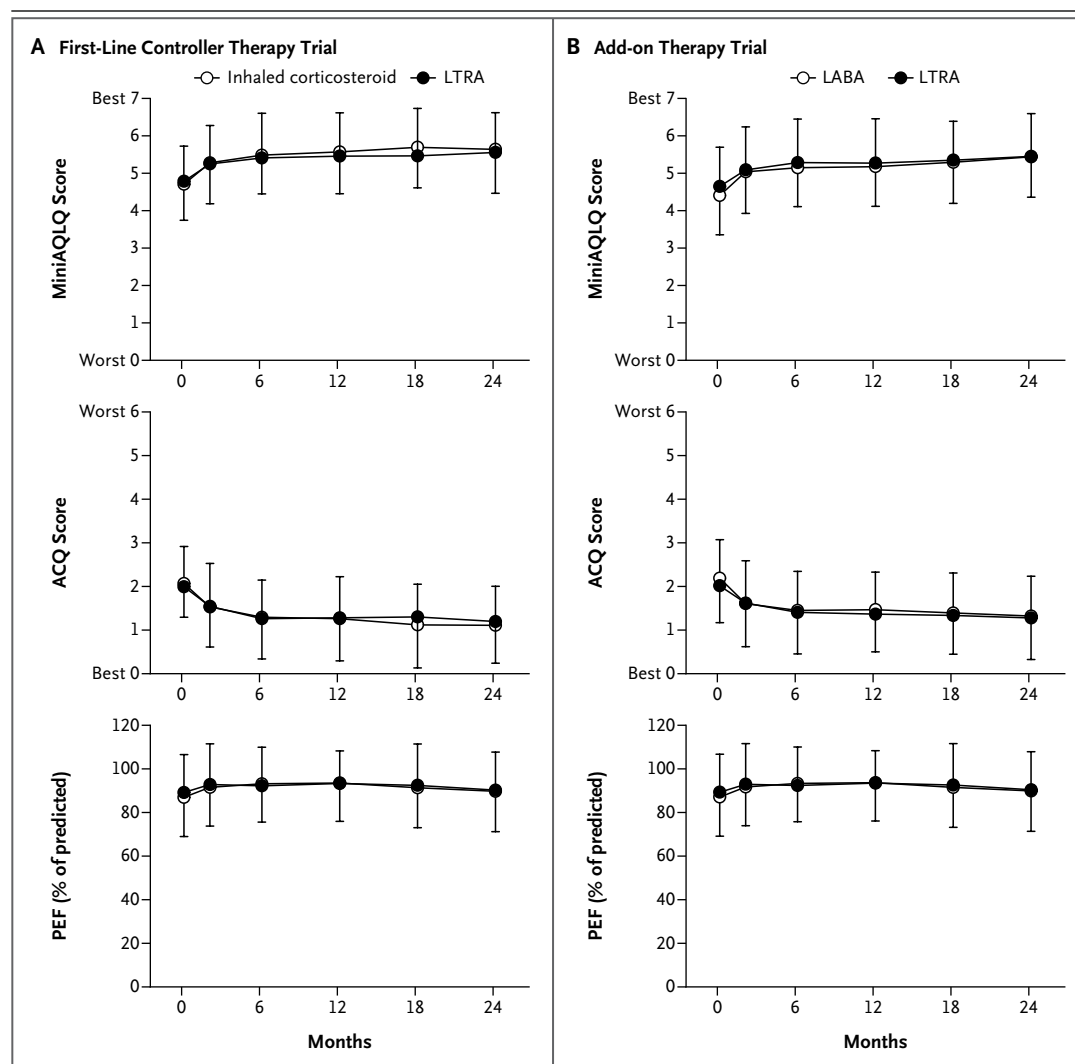 A First-Line Controller Therapy Trial
Inhaled corticosteroid LTRA
MiniAQLQ Score
Best 7
6
5
4
3
2
1
Worst 0
0 6 12 18 24
ACQ Score
Worst 6
5
4
3
2
1
Best 0
0 6 12 18 24
PEF (% of predicted)
120
100
80
60
40
20
0
0 6 12 18 24
Months
B Add-on Therapy Trial
LABA LTRA
MiniAQLQ Score
Best 7
6
5
4
3
2
1
Worst 0
0 6 12 18 24
ACQ Score
Worst 6
5
4
3
2
1
Best 0
0 6 12 18 24
PEF (% of predicted)
120
100
80
60
40
20
0
0 6 12 18 24
Months